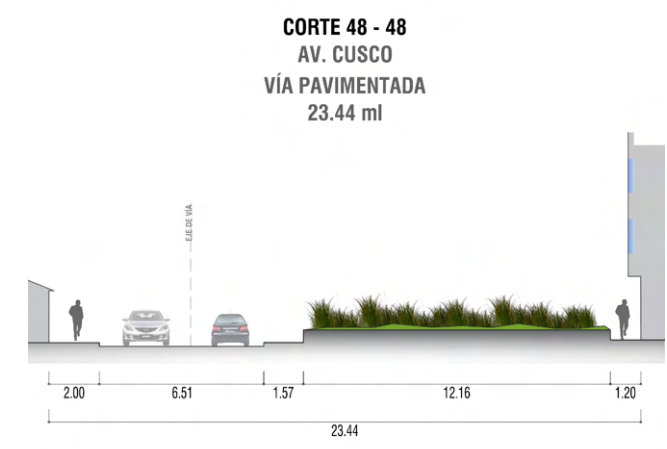 CORTE 48 - 48
AV. CUSCO
VÍA PAVIMENTADA
23.44 ml
EJE DE VÍA
2.00
6.51
1.57
12.16
1.20
23.44